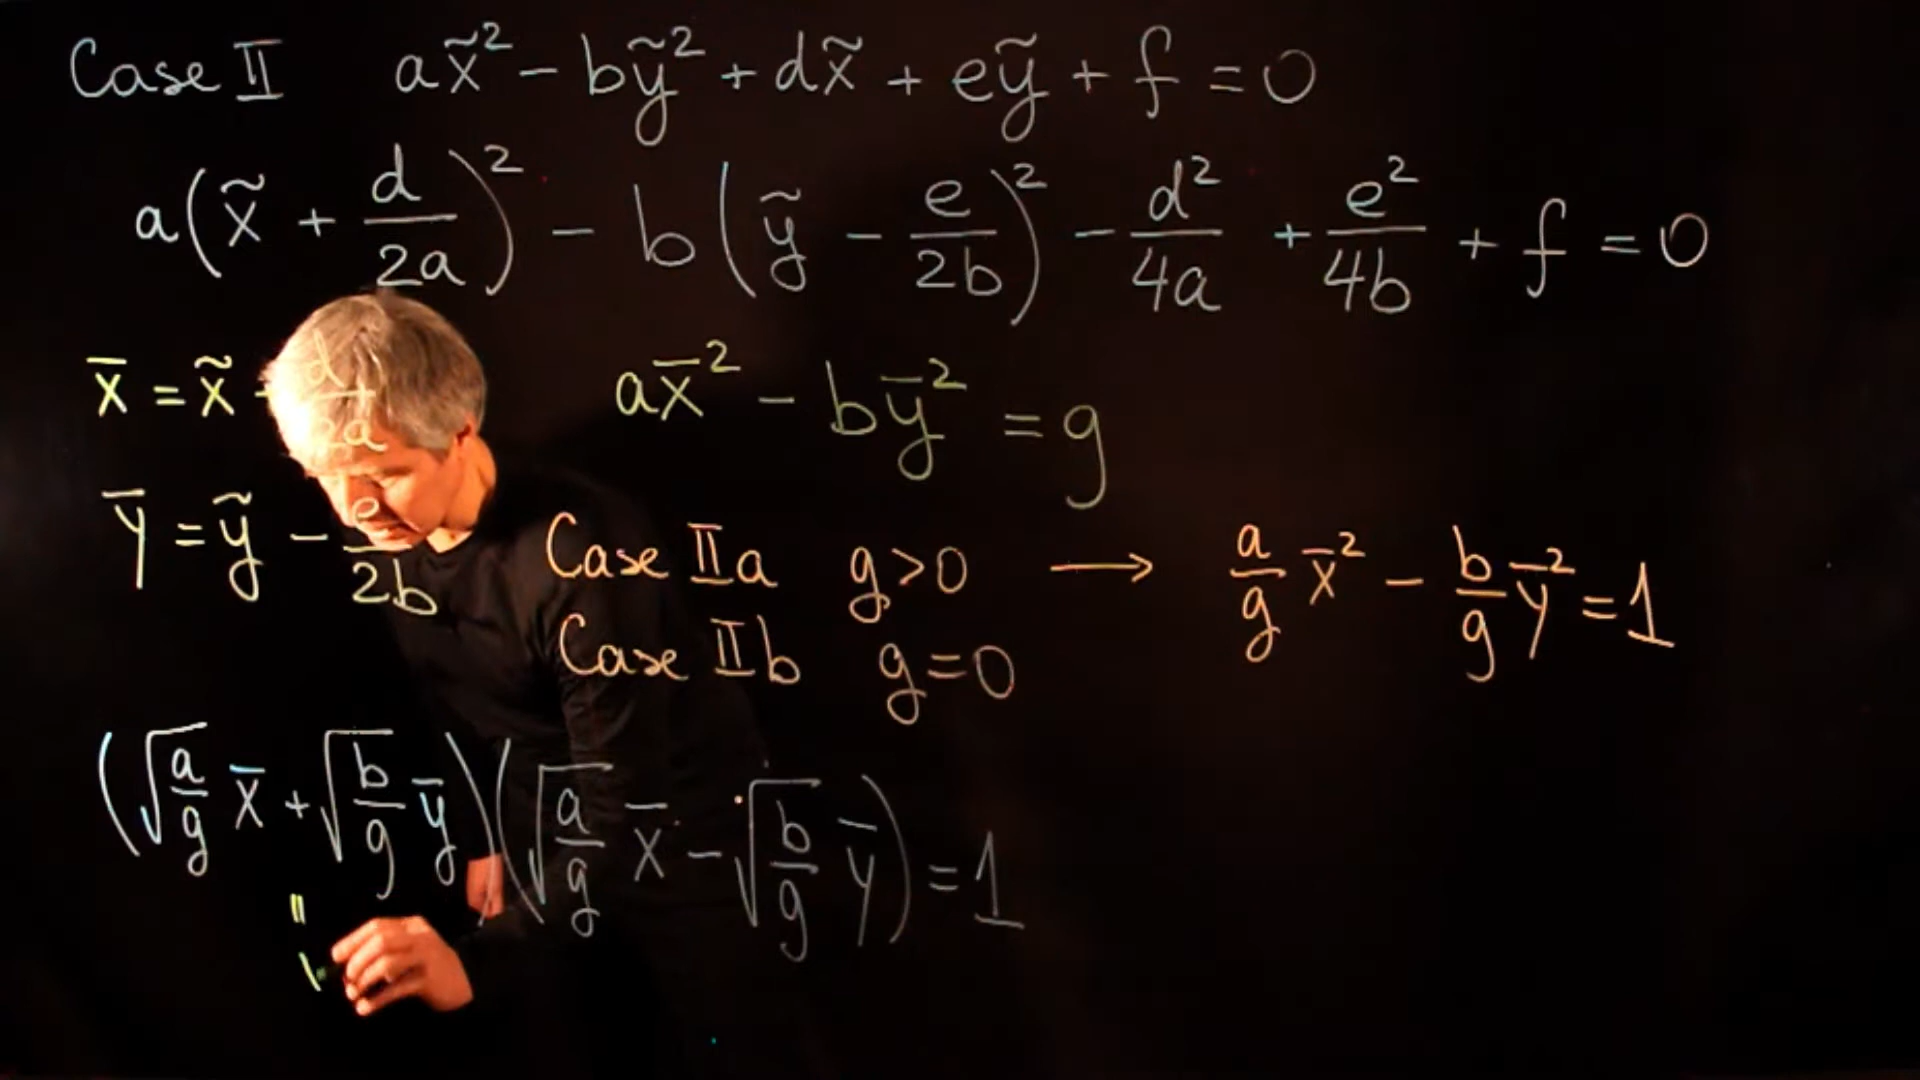 Case II ax̃² - bỹ² + dx̃ + eỹ + f = 0
a(x̃ + d/2a)² - b(ỹ - e/2b)² - d²/4a + e²/4b + f = 0
x̄ = x̃ + d/2a ax̄² - bȳ² = g
ȳ = ỹ - e/2b
Case IIa g>0 → a/g x̄² - b/g ȳ² = 1
Case IIb g=0
(√(a/g) x̄ + √(b/g) ȳ)(√(a/g) x̄ - √(b/g) ȳ) = 1